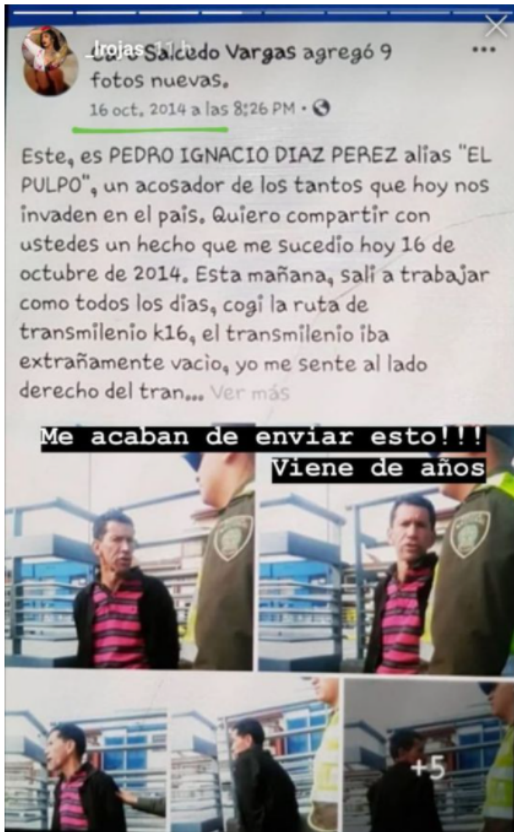 _lrojas 11 h
Salcedo Vargas agregó 9
fotos nuevas.
16 oct. 2014 a las 8:26 PM
Este, es PEDRO IGNACIO DIAZ PEREZ alias "EL
PULPO", un acosador de los tantos que hoy nos
invaden en el pais. Quiero compartir con
ustedes un hecho que me sucedio hoy 16 de
octubre de 2014. Esta mañana, sali a trabajar
como todos los dias, cogi la ruta de
transmilenio k16, el transmilenio iba
extrañamente vacio, yo me sente al lado
derecho del tran... Ver más
Me acaban de enviar esto!!!
Viene de años
+5